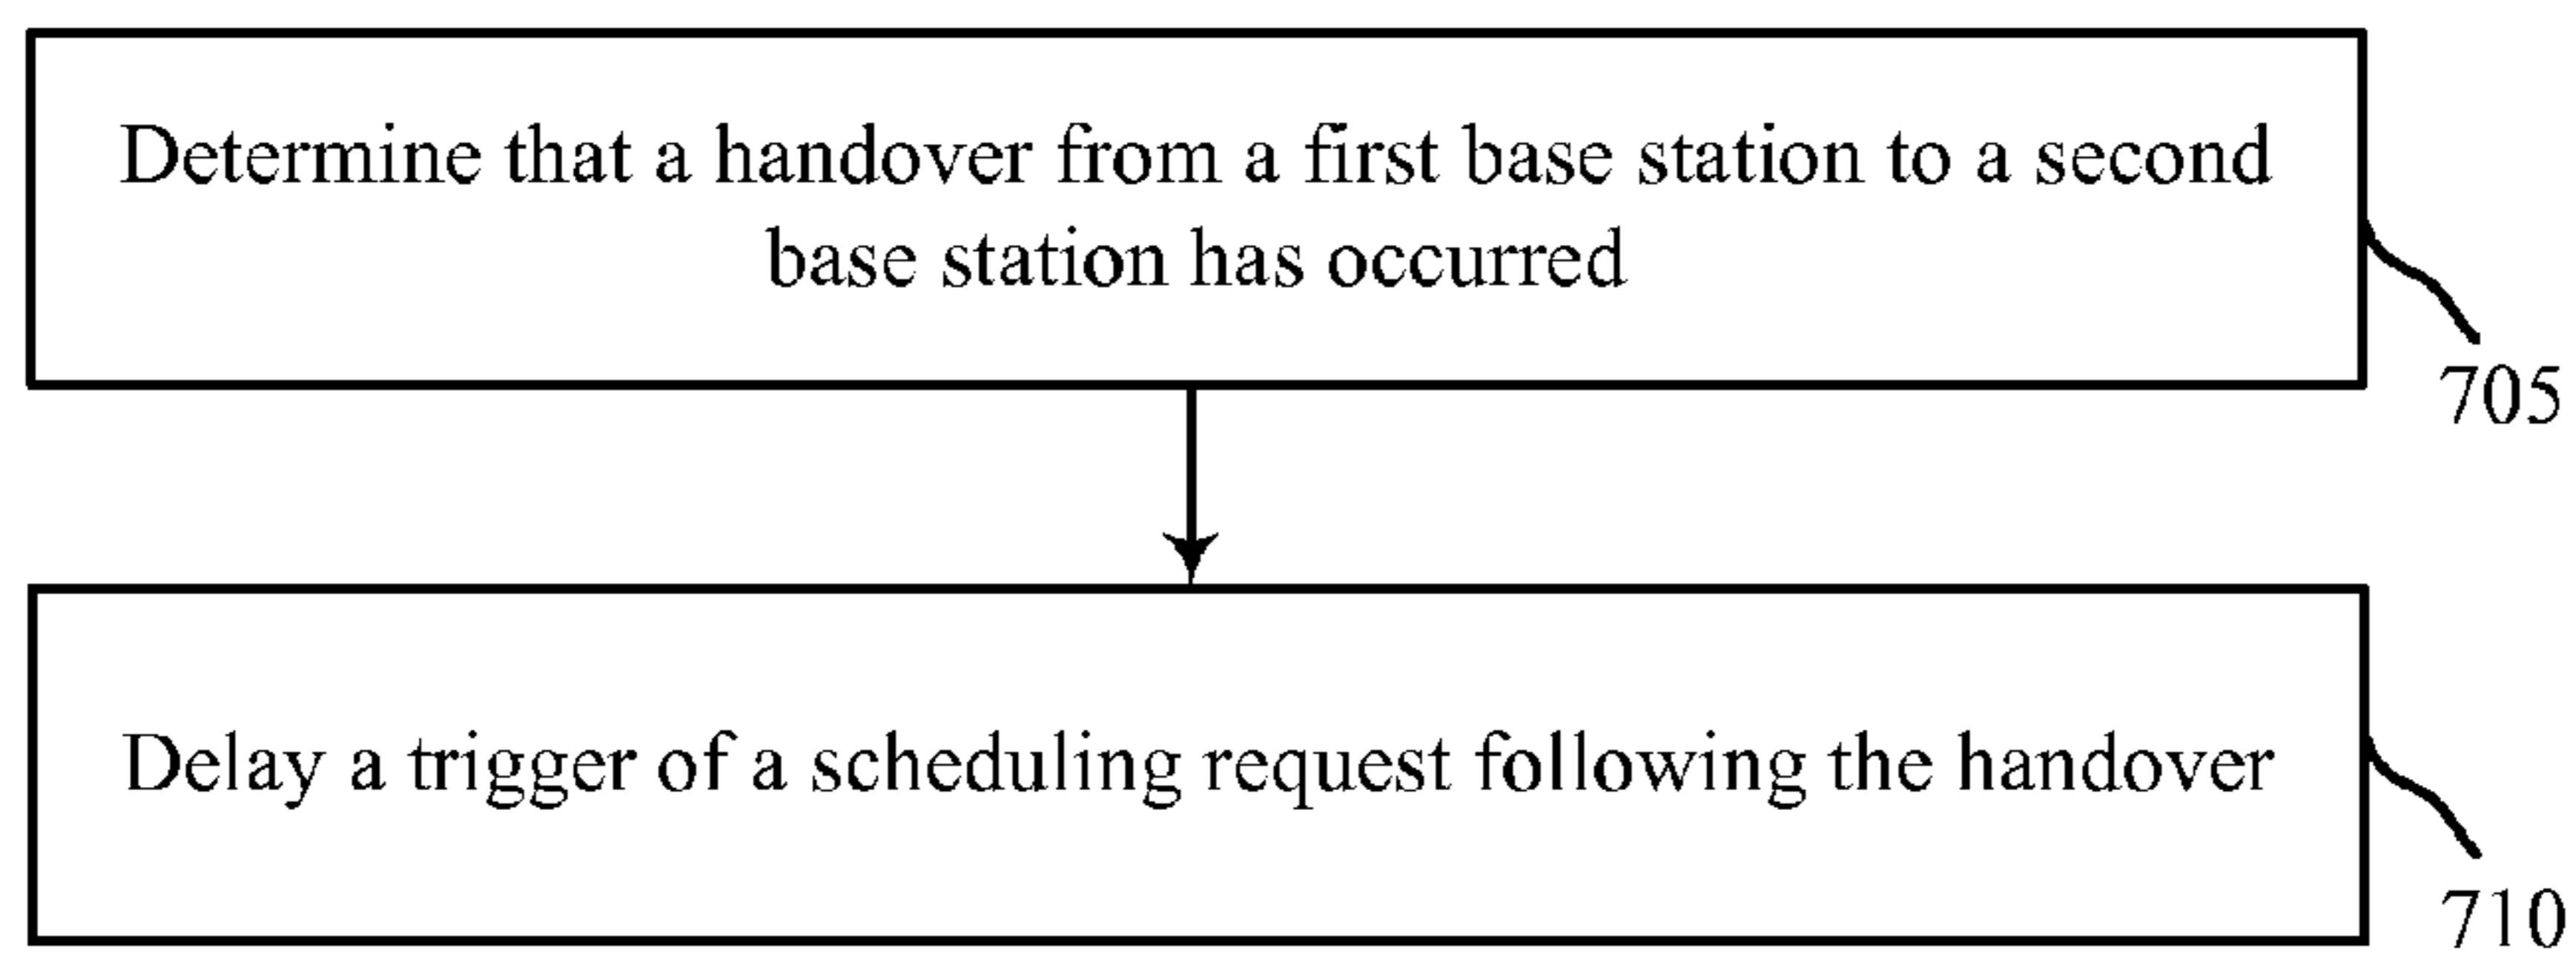 Determine that a handover from a first base station to a second
base station has occurred
705
Delay a trigger of a scheduling request following the handover
710